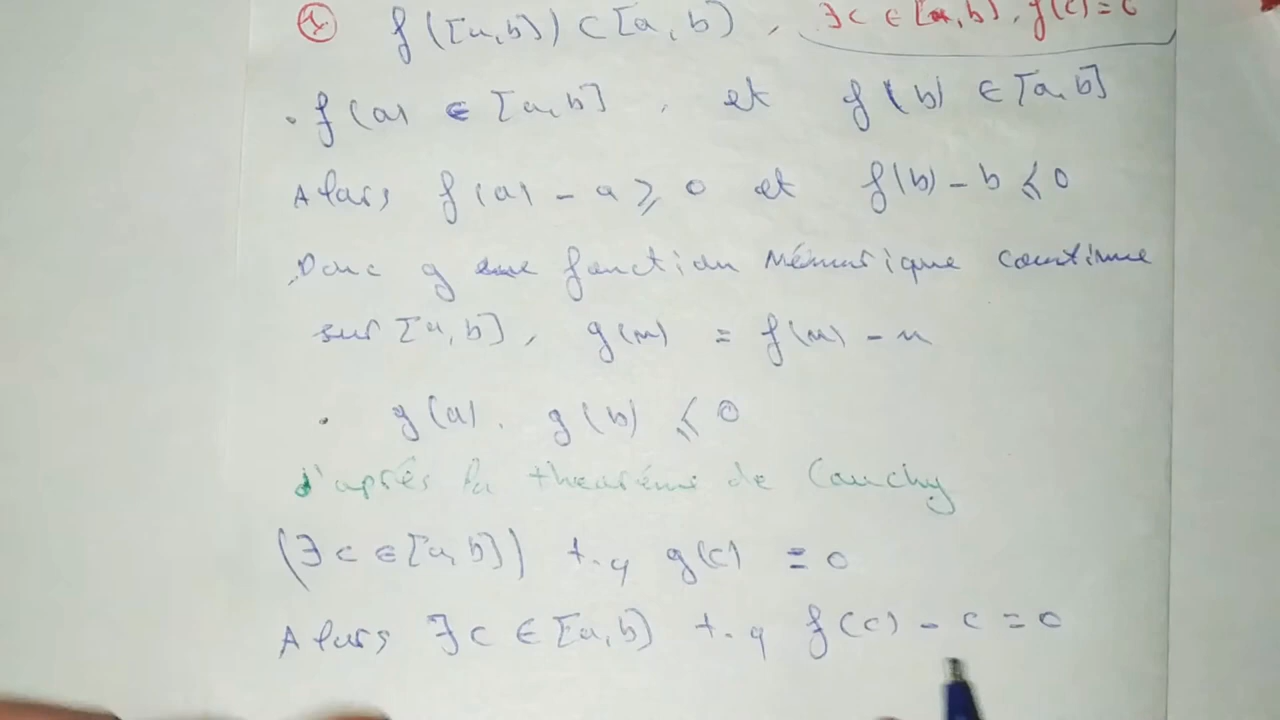 ① f([a,b]) ⊂ [a,b], ∃c ∈ [a,b], f(c)=c
. f(a) ∈ [a,b], et f(b) ∈ [a,b]
Alors f(a) - a ⩾ 0 et f(b) - b ⩽ 0
Donc g une fonction numérique continue
sur [a,b], g(x) = f(x) - x
. g(a) . g(b) ⩽ 0
d'après la théorème de Cauchy
(∃c ∈ [a,b]) t.q g(c) = 0
Alors ∃c ∈ [a,b] t.q f(c) - c = 0